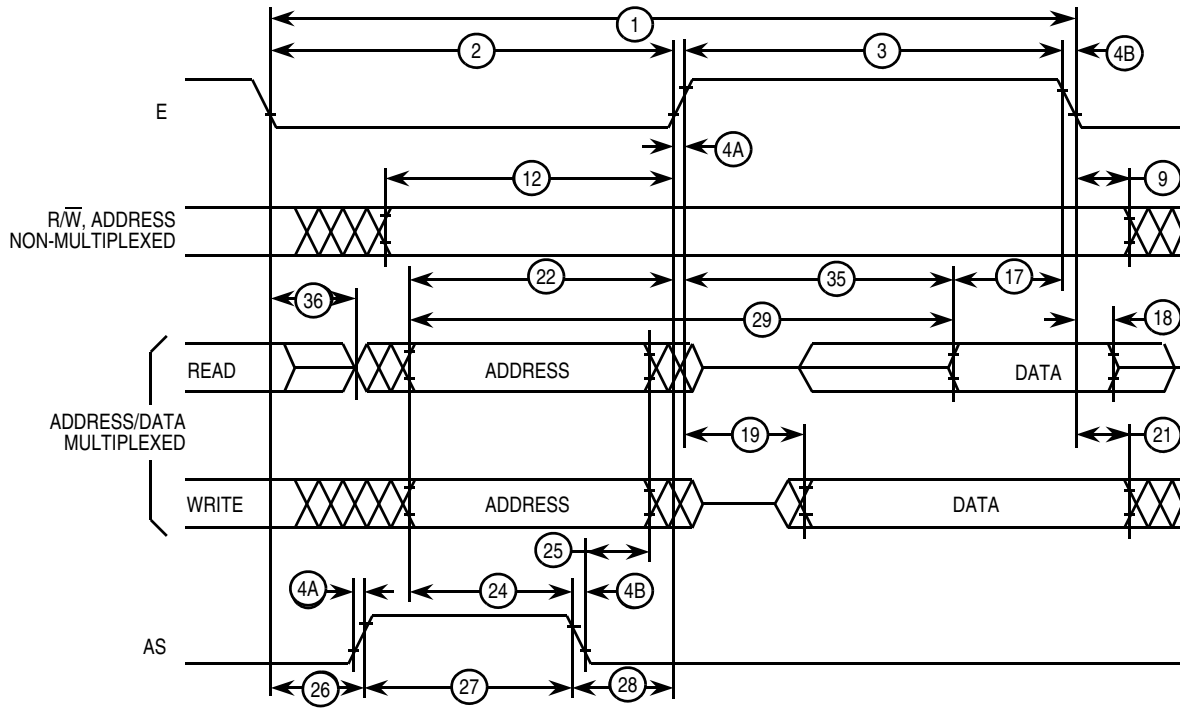 1
2
3
4B
E
4A
12
9
R/W̅, ADDRESS
NON-MULTIPLEXED
22
35
17
36
29
18
READ
ADDRESS
DATA
ADDRESS/DATA
MULTIPLEXED
19
21
WRITE
ADDRESS
DATA
25
4A
24
4B
AS
26
27
28